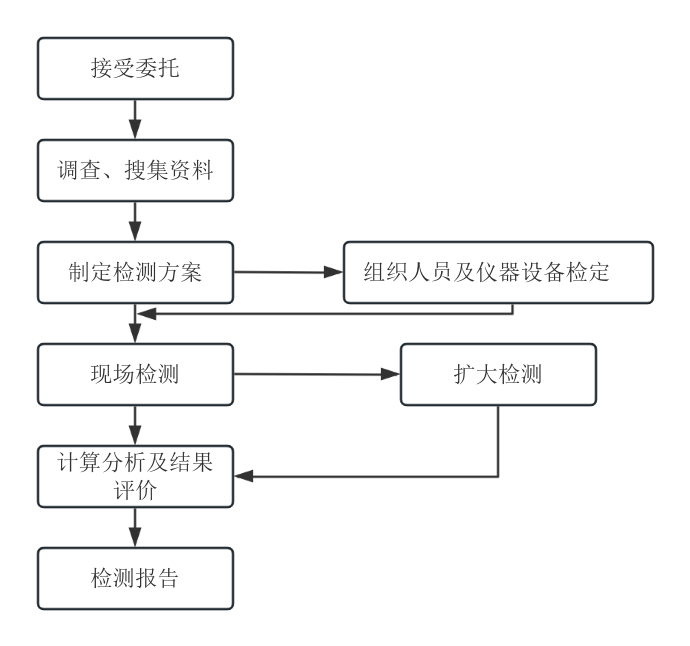 接受委托
调查、搜集资料
制定检测方案
组织人员及仪器设备检定
现场检测
扩大检测
计算分析及结果
评价
检测报告